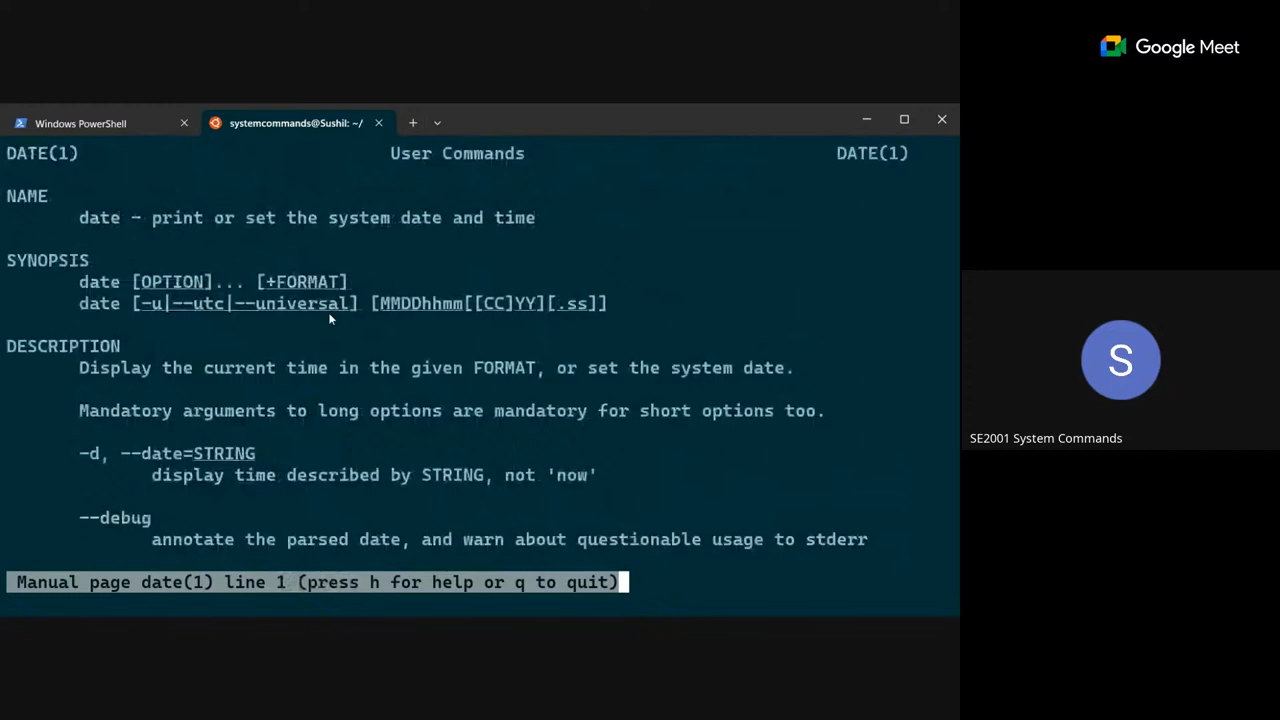 Google Meet
Windows PowerShell
systemcommands@Sushil: ~/
DATE(1) User Commands DATE(1)
NAME
date - print or set the system date and time
SYNOPSIS
date [OPTION]... [+FORMAT]
date [-u|--utc|--universal] [MMDDhhmm[[CC]YY][.ss]]
DESCRIPTION
Display the current time in the given FORMAT, or set the system date.
Mandatory arguments to long options are mandatory for short options too.
-d, --date=STRING
display time described by STRING, not 'now'
--debug
annotate the parsed date, and warn about questionable usage to stderr
Manual page date(1) line 1 (press h for help or q to quit)
S
SE2001 System Commands